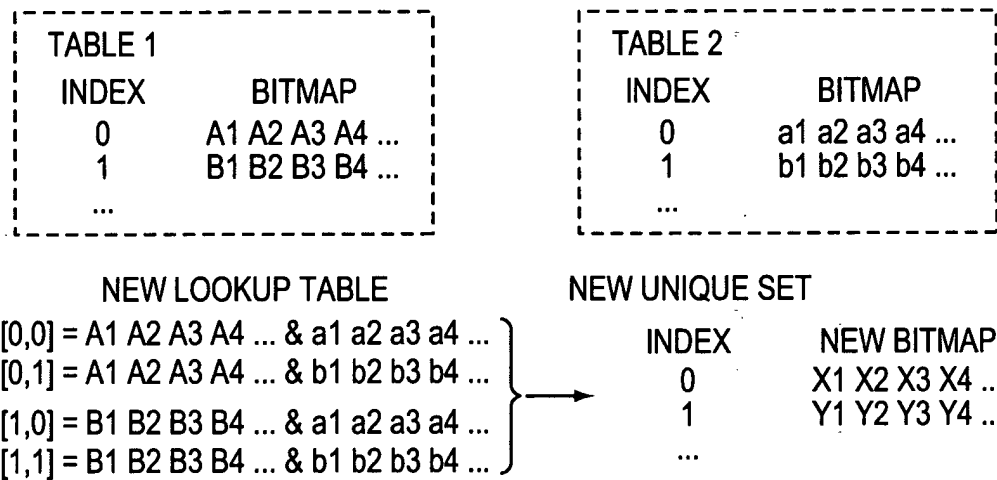 TABLE 1
INDEX BITMAP
0 A1 A2 A3 A4 ...
1 B1 B2 B3 B4 ...
...
TABLE 2
INDEX BITMAP
0 a1 a2 a3 a4 ...
1 b1 b2 b3 b4 ...
...
NEW LOOKUP TABLE
[0,0] = A1 A2 A3 A4 ... & a1 a2 a3 a4 ...
[0,1] = A1 A2 A3 A4 ... & b1 b2 b3 b4 ...
[1,0] = B1 B2 B3 B4 ... & a1 a2 a3 a4 ...
[1,1] = B1 B2 B3 B4 ... & b1 b2 b3 b4 ...
NEW UNIQUE SET
INDEX NEW BITMAP
0 X1 X2 X3 X4 ..
1 Y1 Y2 Y3 Y4 ..
...